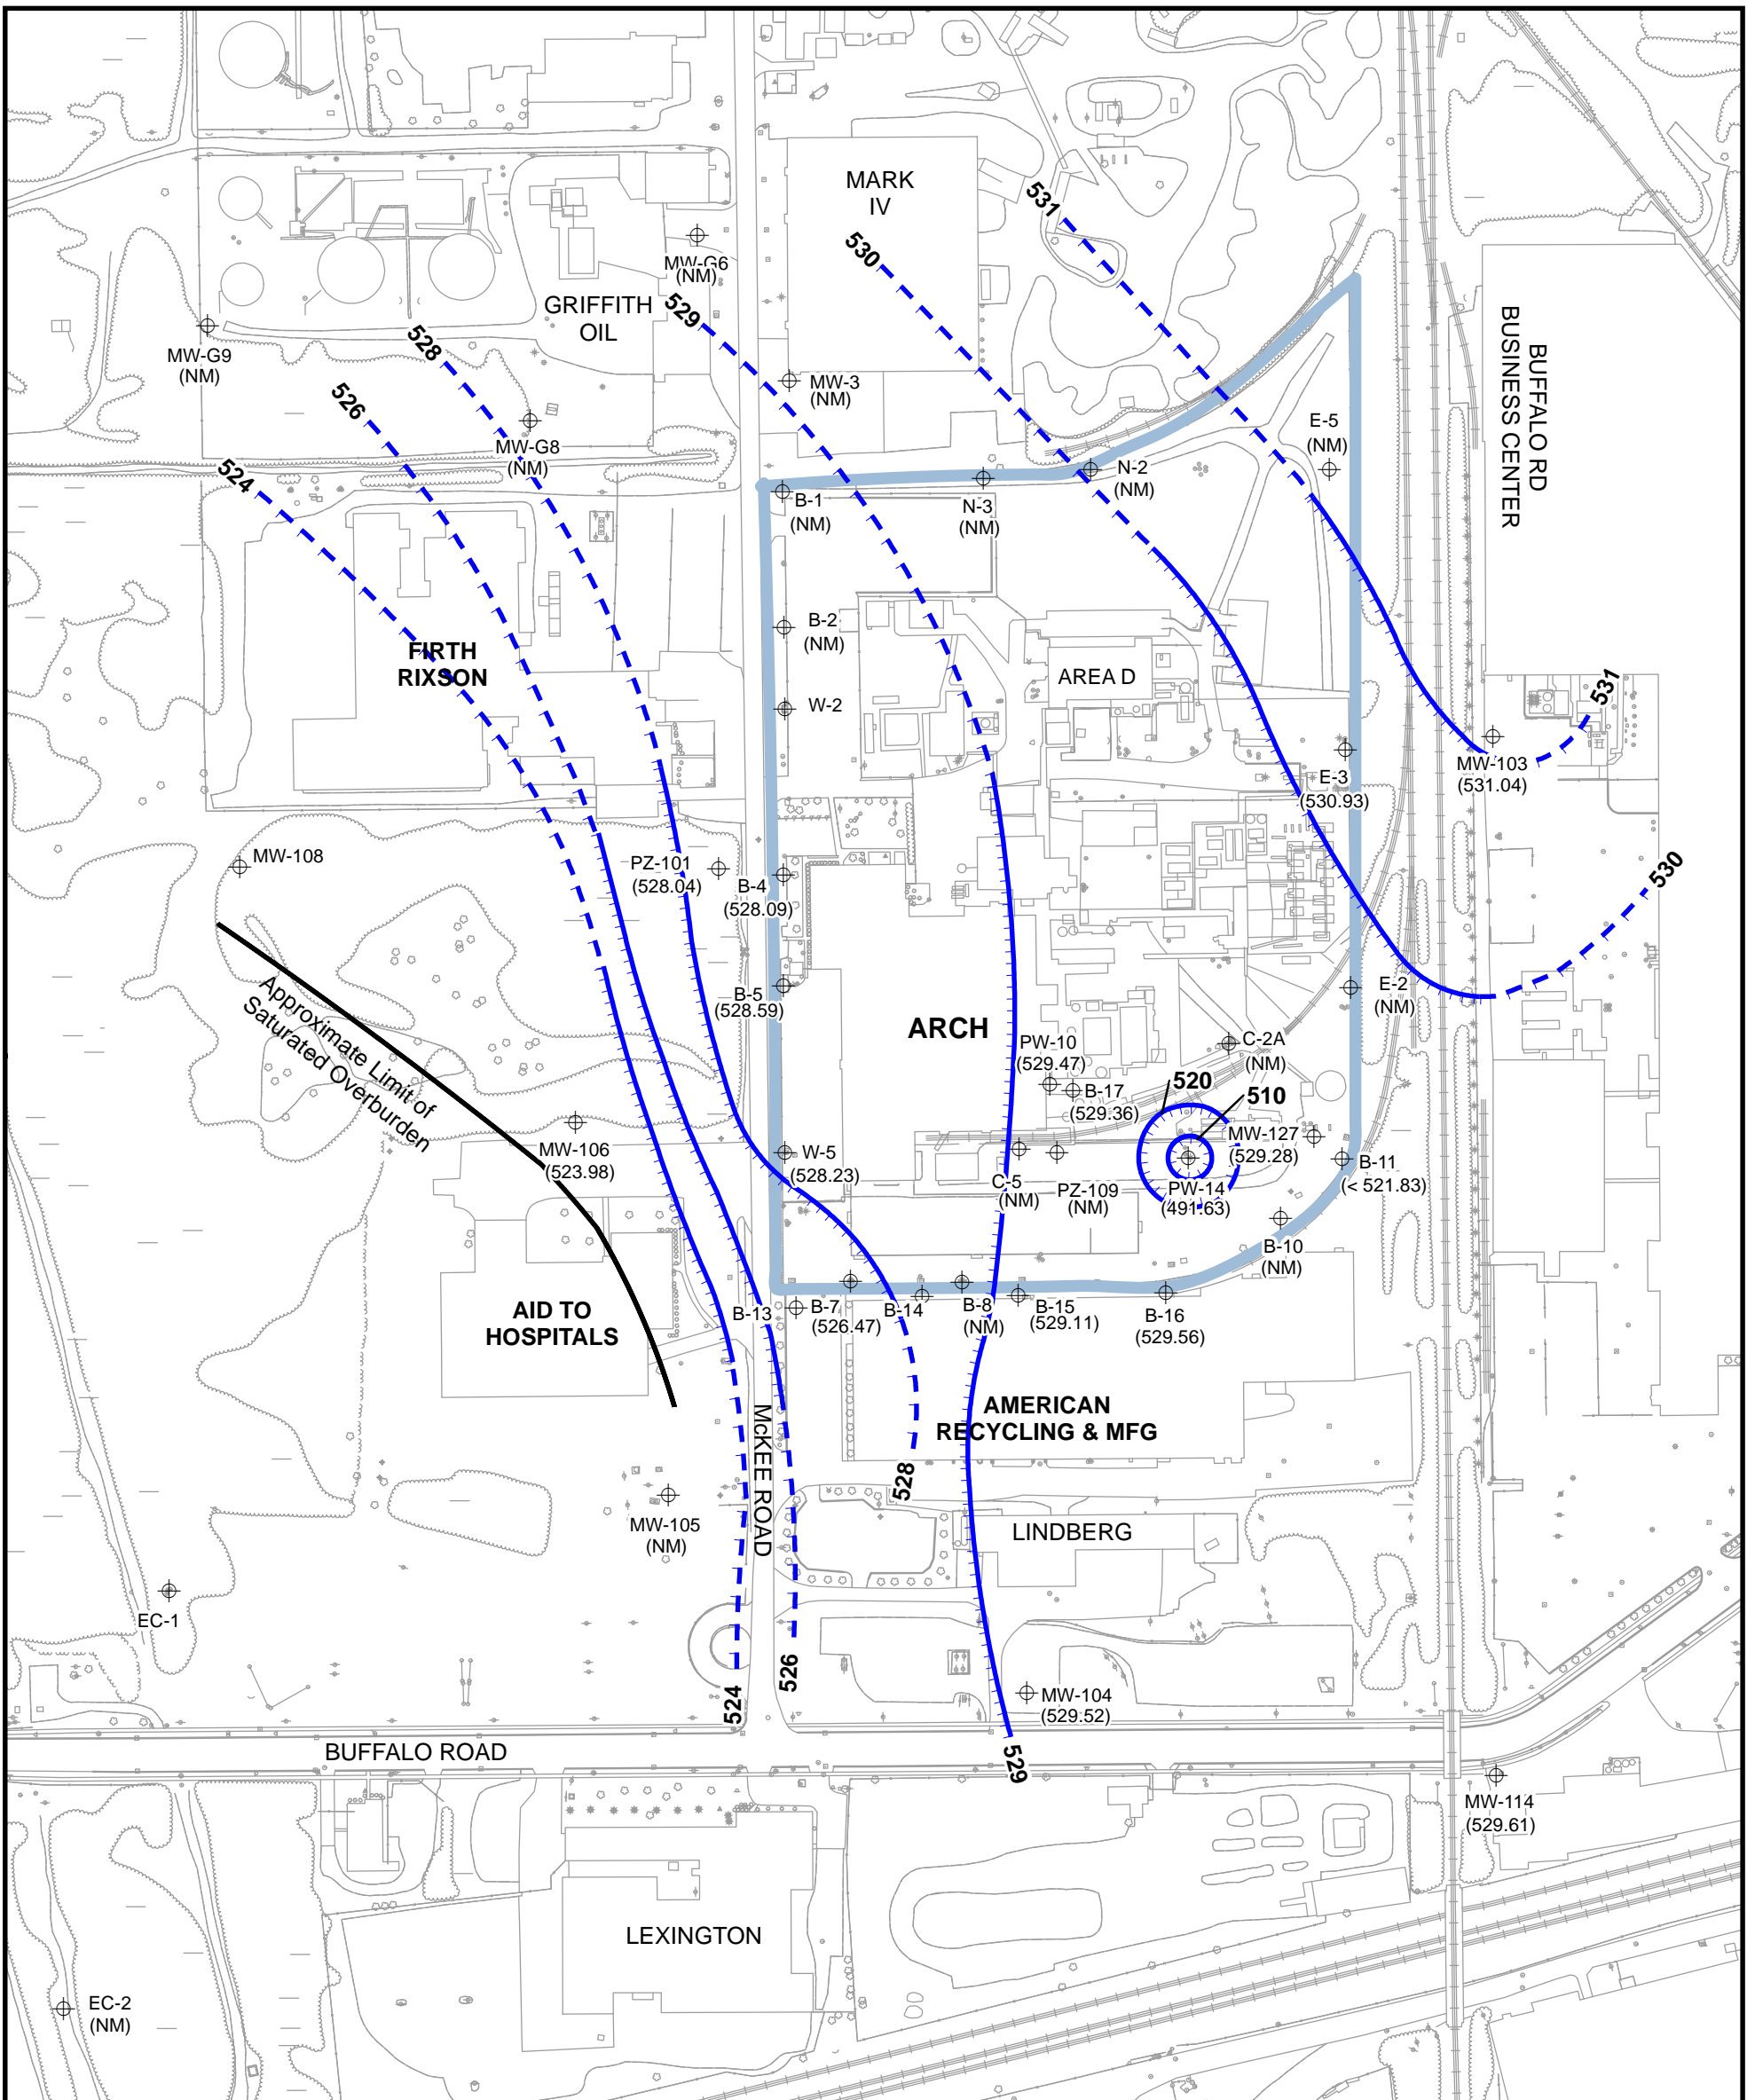 MARK
IV
531
530
MW-G6
(NM)
529
GRIFFITH
OIL
BUFFALO RD
BUSINESS CENTER
528
MW-G9
(NM)
MW-3
(NM)
526
E-5
(NM)
MW-G8
(NM)
524
N-2
(NM)
B-1
(NM)
N-3
(NM)
B-2
(NM)
FIRTH
RIXSON
AREA D
531
W-2
MW-103
(531.04)
E-3
(530.93)
MW-108
PZ-101
(528.04)
B-4
(528.09)
530
Approximate Limit of
Saturated Overburden
B-5
(528.59)
E-2
(NM)
ARCH
PW-10
(529.47)
C-2A
(NM)
520
B-17
(529.36)
510
MW-127
(529.28)
MW-106
(523.98)
W-5
(528.23)
B-11
(< 521.83)
C-5
(NM)
PZ-109
(NM)
PW-14
(491.63)
B-10
(NM)
AID TO
HOSPITALS
B-13
B-7
(526.47)
B-14
B-8
(NM)
B-15
(529.11)
B-16
(529.56)
AMERICAN
RECYCLING & MFG
McKEE ROAD
528
MW-105
(NM)
LINDBERG
EC-1
526
524
MW-104
(529.52)
BUFFALO ROAD
529
MW-114
(529.61)
LEXINGTON
EC-2
(NM)